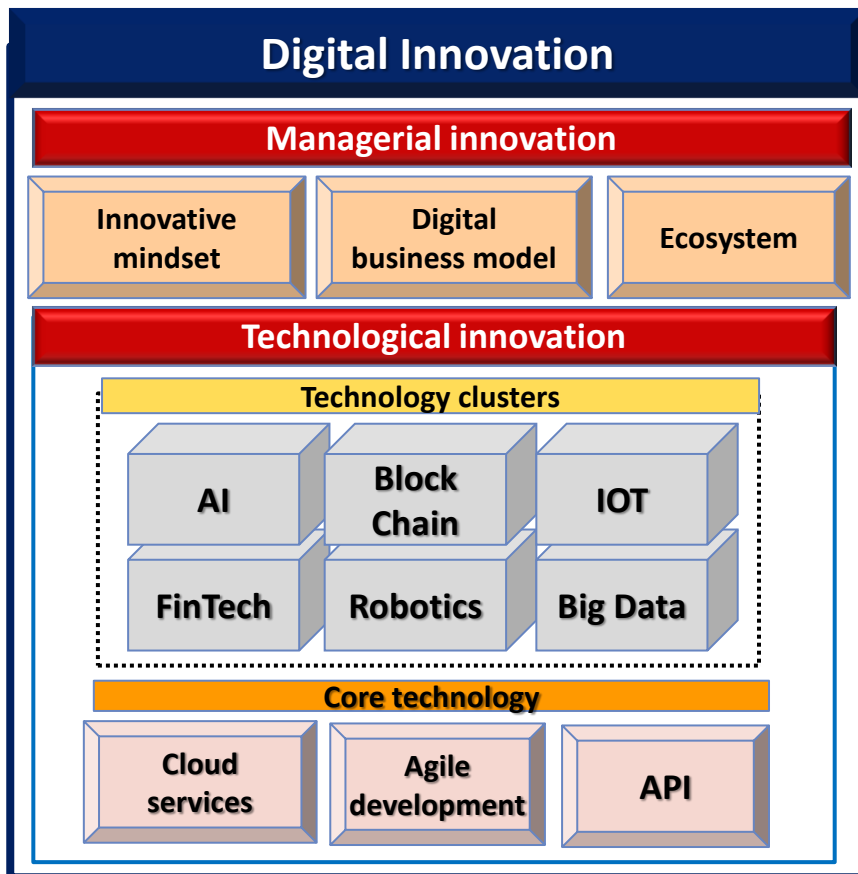 Digital Innovation
Managerial innovation
Innovative
mindset
Digital
business model
Ecosystem
Technological innovation
Technology clusters
AI
Block
Chain
IOT
FinTech
Robotics
Big Data
Core technology
Cloud
services
Agile
development
API